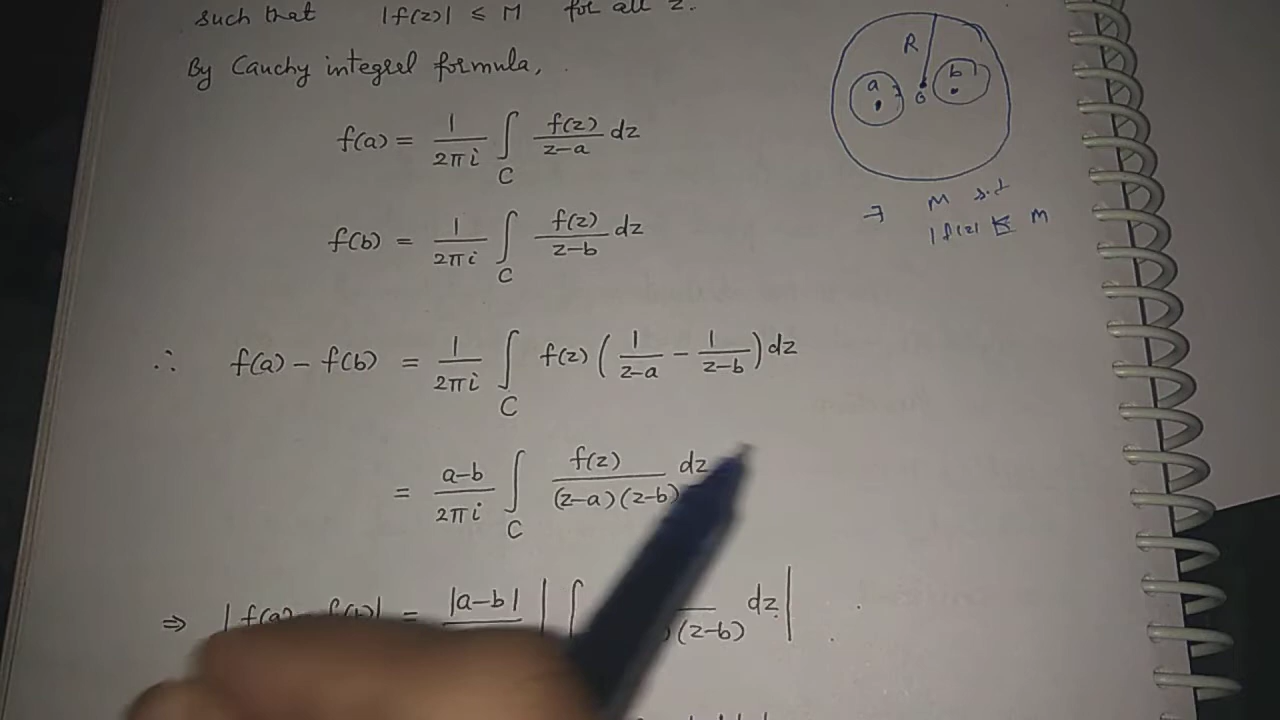 such that |f(z)| ≤ M for all z.
By Cauchy integral formula,
f(a) = 1/2πi ∫_C f(z)/z-a dz
f(b) = 1/2πi ∫_C f(z)/z-b dz
∴ f(a) - f(b) = 1/2πi ∫_C f(z) (1/z-a - 1/z-b) dz
= a-b/2πi ∫_C f(z)/(z-a)(z-b) dz
⇒ |f(a) - f(b)| = |a-b| | ∫ (z-b) dz |
R
a
b
M s.t
|f(z)| ≤ M